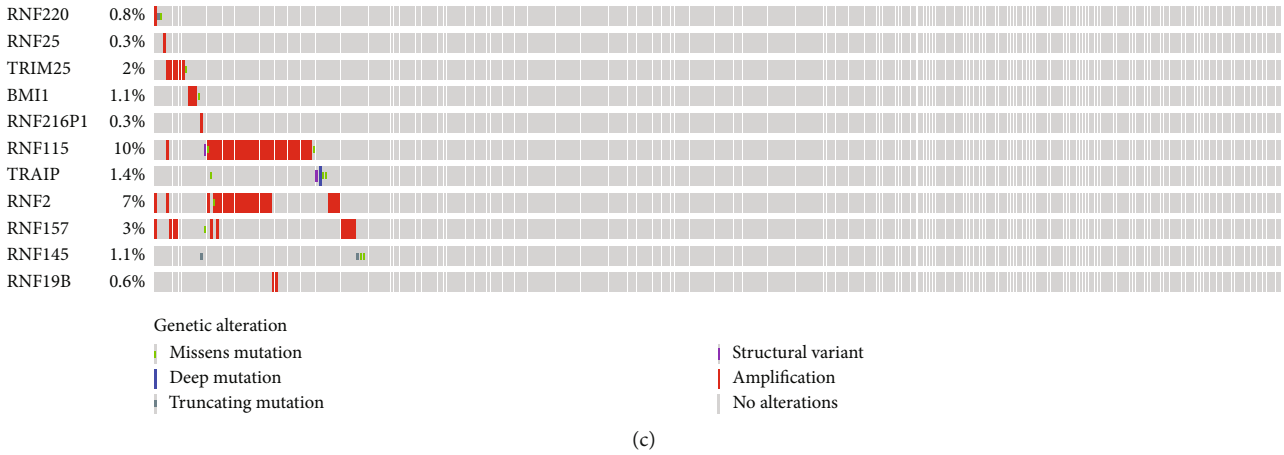 RNF220 0.8%
RNF25 0.3%
TRIM25 2%
BMI1 1.1%
RNF216P1 0.3%
RNF115 10%
TRAIP 1.4%
RNF2 7%
RNF157 3%
RNF145 1.1%
RNF19B 0.6%
Genetic alteration
Missens mutation
Deep mutation
Truncating mutation
Structural variant
Amplification
No alterations
(c)